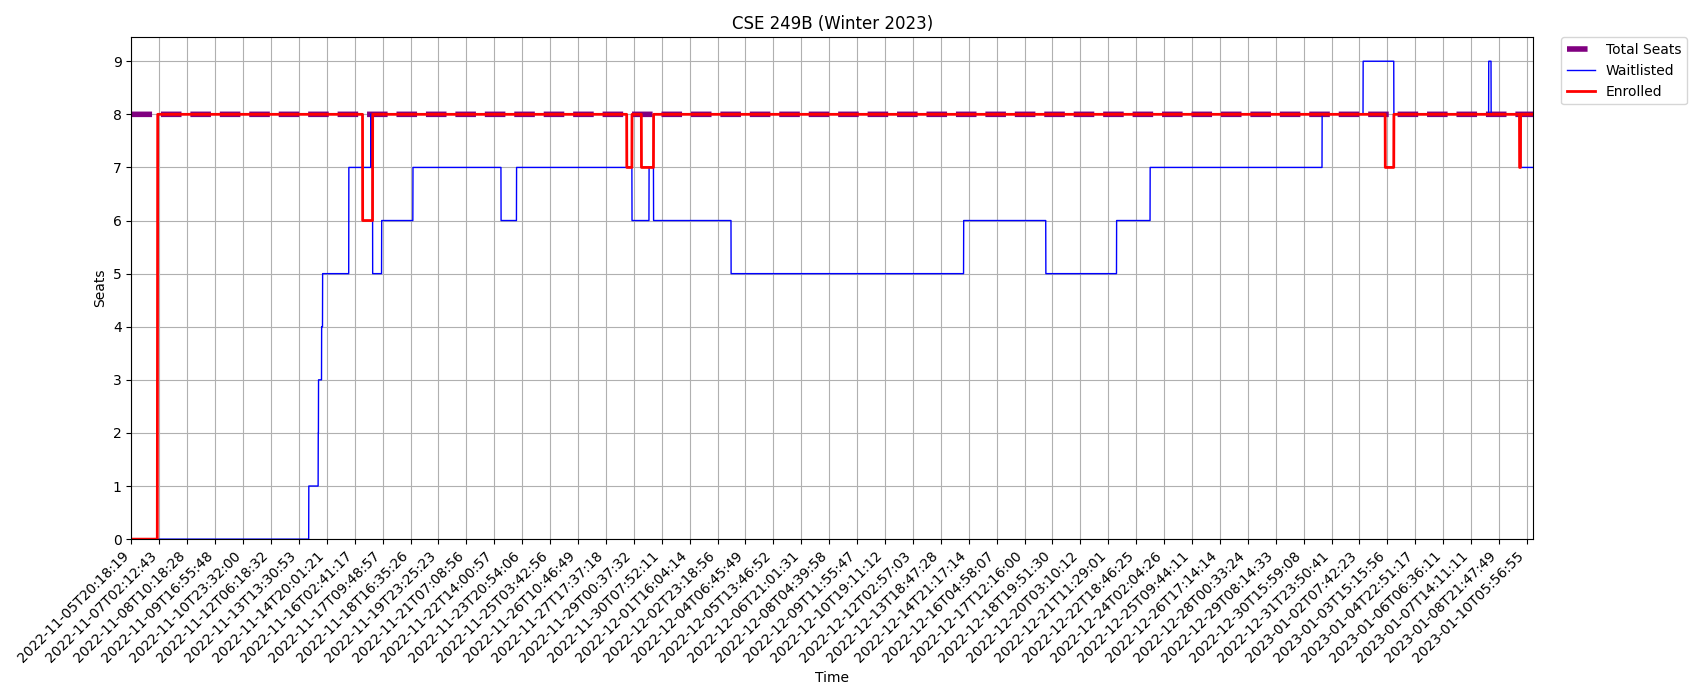 CSE 249B (Winter 2023)
Total Seats
Waitlisted
Enrolled
Seats
9
8
7
6
5
4
3
2
1
0
2022-11-05T20:18:19
2022-11-07T02:12:43
2022-11-08T10:18:28
2022-11-09T16:55:48
2022-11-10T23:32:00
2022-11-12T06:18:32
2022-11-13T13:30:53
2022-11-14T20:01:21
2022-11-16T02:41:17
2022-11-17T09:48:57
2022-11-18T16:35:26
2022-11-19T23:25:23
2022-11-21T07:08:56
2022-11-22T14:00:57
2022-11-23T20:54:06
2022-11-25T03:42:56
2022-11-26T10:46:49
2022-11-27T17:37:18
2022-11-29T00:37:32
2022-11-30T07:52:11
2022-12-01T16:04:14
2022-12-02T23:18:56
2022-12-04T06:45:49
2022-12-05T13:46:52
2022-12-06T21:01:31
2022-12-08T04:39:58
2022-12-09T11:55:47
2022-12-10T19:11:12
2022-12-12T02:57:03
2022-12-13T18:47:28
2022-12-14T21:17:14
2022-12-16T04:58:07
2022-12-17T12:16:00
2022-12-18T19:51:30
2022-12-20T03:10:12
2022-12-21T11:29:01
2022-12-22T18:46:25
2022-12-24T02:04:26
2022-12-25T09:44:11
2022-12-26T17:14:14
2022-12-28T00:33:24
2022-12-29T08:14:33
2022-12-30T15:59:08
2022-12-31T23:50:41
2023-01-02T07:42:23
2023-01-03T15:15:56
2023-01-04T22:51:17
2023-01-06T06:36:11
2023-01-07T14:11:11
2023-01-08T21:47:49
2023-01-10T05:56:55
Time